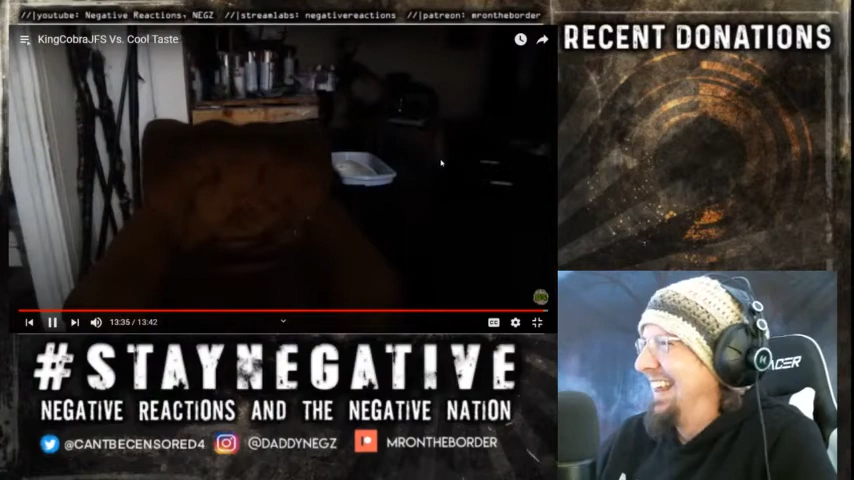 //|youtube: Negative Reactions, NEGZ //|streamlabs: negativereactions //|patreon: mrontheborder
KingCobraJFS Vs. Cool Taste
RECENT DONATIONS
13:35 / 13:42
CC
#STAYNEGATIVE
NEGATIVE REACTIONS AND THE NEGATIVE NATION
@CANTBECENSORED4 @DADDYNEGZ MRONTHEBORDER